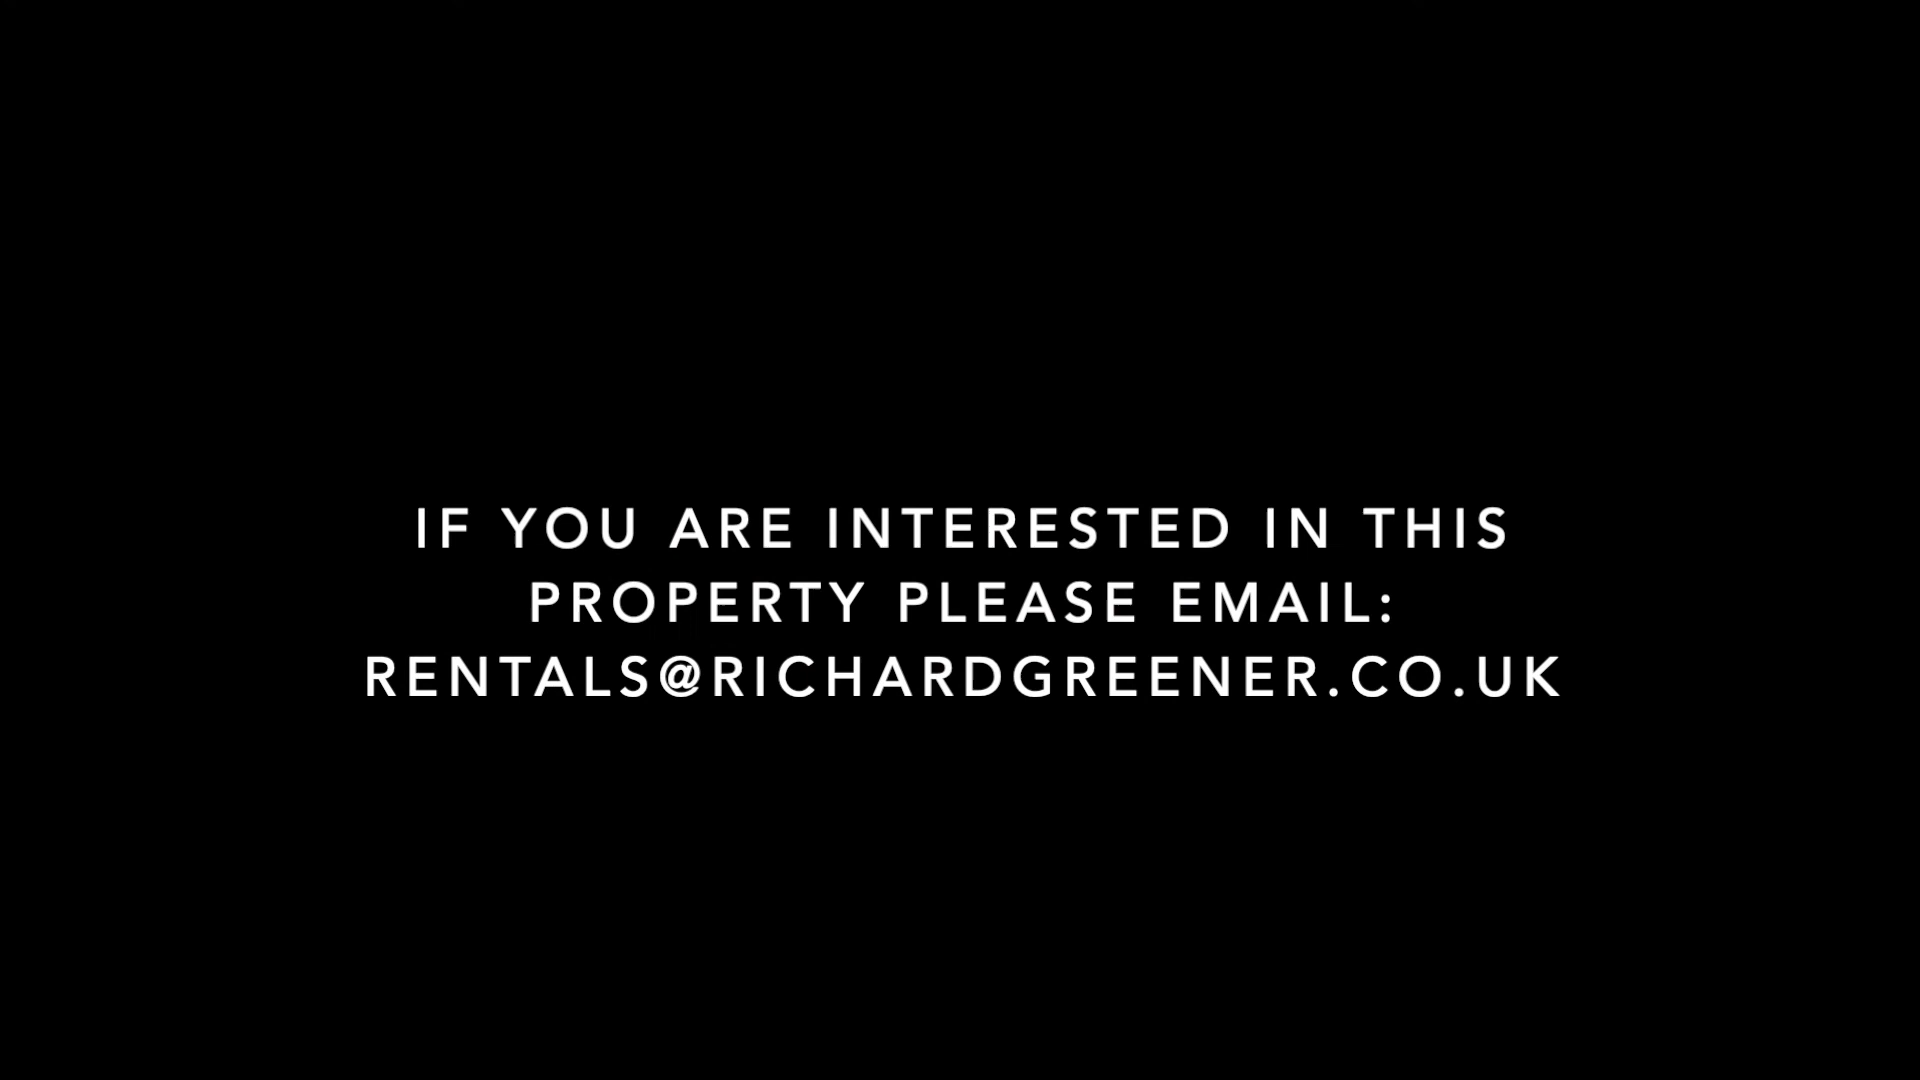 IF YOU ARE INTERESTED IN THIS
PROPERTY PLEASE EMAIL:
RENTALS@RICHARDGREENER.CO.UK